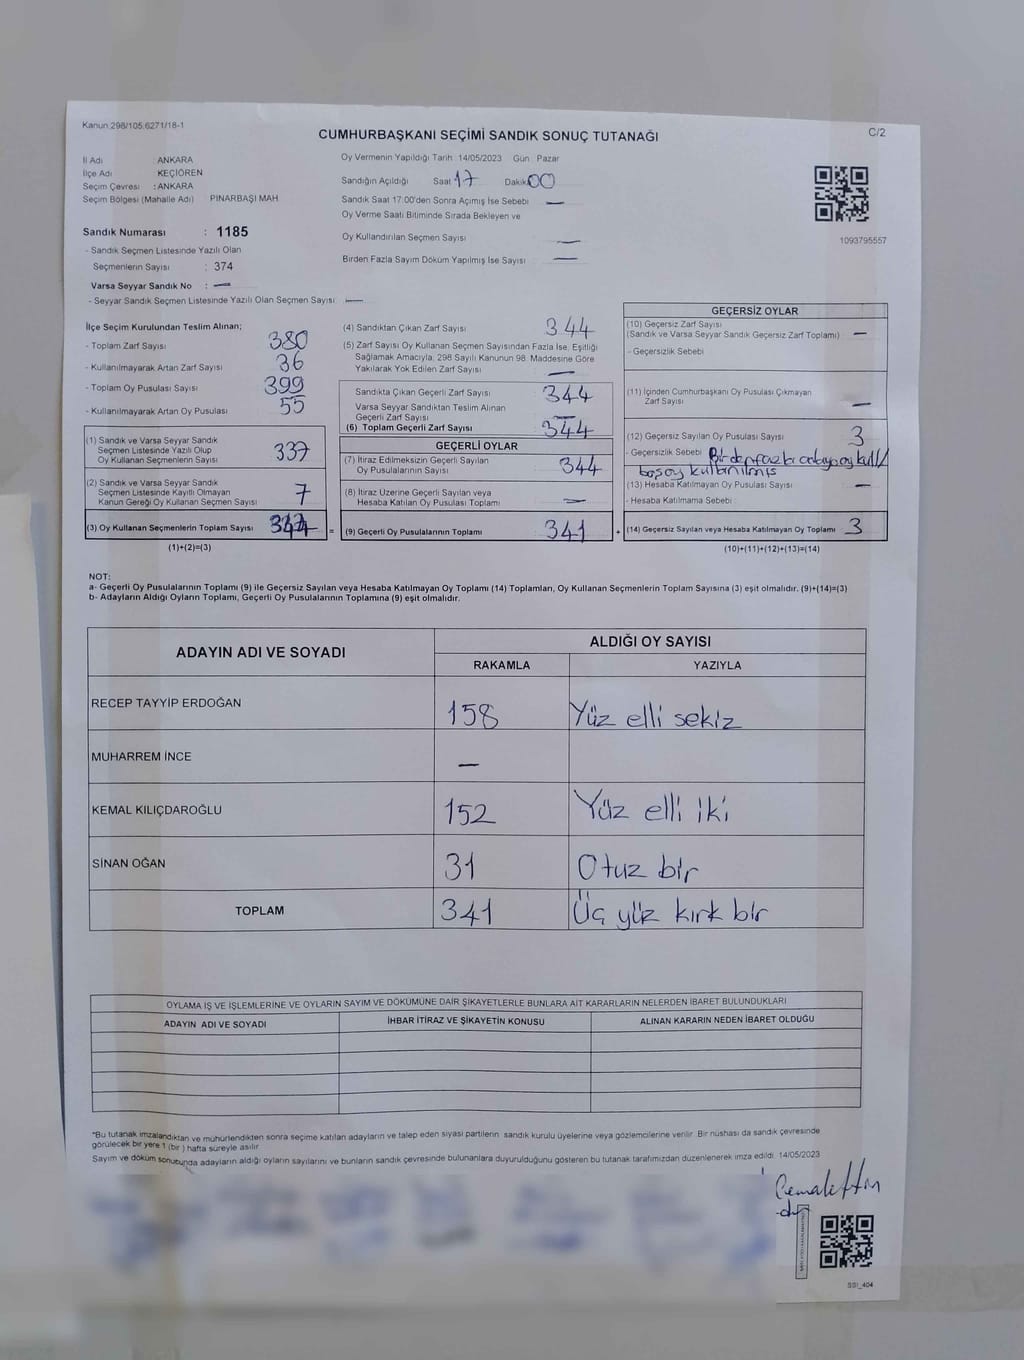 Kanun:298/105;6271/18-1
C/2
CUMHURBAŞKANI SEÇİMİ SANDIK SONUÇ TUTANAĞI
İl Adı : ANKARA
İlçe Adı KEÇİÖREN
Seçim Çevresi : ANKARA
Seçim Bölgesi (Mahalle Adı) PINARBAŞI MAH
Sandık Numarası : 1185
- Sandık Seçmen Listesinde Yazılı Olan
Seçmenlerin Sayısı : 374
Varsa Seyyar Sandık No : —
- Seyyar Sandık Seçmen Listesinde Yazılı Olan Seçmen Sayısı : —
Oy Vermenin Yapıldığı Tarih : 14/05/2023 Gün : Pazar
Sandığın Açıldığı Saat 17 Dakika 00
Sandık Saat 17:00'den Sonra Açımış İse Sebebi —
Oy Verme Saati Bitiminde Sırada Bekleyen ve
Oy Kullandırılan Seçmen Sayısı —
Birden Fazla Sayım Döküm Yapılmış İse Sayısı —
1093795557
İlçe Seçim Kurulundan Teslim Alınan;
- Toplam Zarf Sayısı 380
- Kullanılmayarak Artan Zarf Sayısı 36
- Toplam Oy Pusulası Sayısı 399
- Kullanılmayarak Artan Oy Pusulası 55
(1) Sandık ve Varsa Seyyar Sandık
Seçmen Listesinde Yazılı Olup
Oy Kullanan Seçmenlerin Sayısı 337
(2) Sandık ve Varsa Seyyar Sandık
Seçmen Listesinde Kayıtlı Olmayan
Kanun Gereği Oy Kullanan Seçmen Sayısı 7
(3) Oy Kullanan Seçmenlerin Toplam Sayısı 344 =
(1)+(2)=(3)
(4) Sandıktan Çıkan Zarf Sayısı 344
(5) Zarf Sayısı Oy Kullanan Seçmen Sayısından Fazla İse, Eşitliği
Sağlamak Amacıyla, 298 Sayılı Kanunun 98. Maddesine Göre
Yakılarak Yok Edilen Zarf Sayısı —
Sandıkta Çıkan Geçerli Zarf Sayısı 344
Varsa Seyyar Sandıktan Teslim Alınan
Geçerli Zarf Sayısı —
(6) Toplam Geçerli Zarf Sayısı 344
GEÇERLİ OYLAR
(7) İtiraz Edilmeksizin Geçerli Sayılan
Oy Pusulalarının Sayısı 344
(8) İtiraz Üzerine Geçerli Sayılan veya
Hesaba Katılan Oy Pusulaları Toplamı —
(9) Geçerli Oy Pusulalarının Toplamı 341 +
GEÇERSİZ OYLAR
(10) Geçersiz Zarf Sayısı
(Sandık ve Varsa Seyyar Sandık Geçersiz Zarf Toplamı) —
- Geçersizlik Sebebi
(11) İçinden Cumhurbaşkanı Oy Pusulası Çıkmayan
Zarf Sayısı —
(12) Geçersiz Sayılan Oy Pusulası Sayısı 3
- Geçersizlik Sebebi
boş oy kullanılmış
(13) Hesaba Katılmayan Oy Pusulası Sayısı —
- Hesaba Katılmama Sebebi :
(14) Geçersiz Sayılan veya Hesaba Katılmayan Oy Toplamı 3
(10)+(11)+(12)+(13)=(14)
NOT:
a- Geçerli Oy Pusulalarının Toplamı (9) ile Geçersiz Sayılan veya Hesaba Katılmayan Oy Toplamı (14) Toplamları, Oy Kullanan Seçmenlerin Toplam Sayısına (3) eşit olmalıdır. (9)+(14)=(3)
b- Adayların Aldığı Oyların Toplamı, Geçerli Oy Pusulalarının Toplamına (9) eşit olmalıdır.
ADAYIN ADI VE SOYADI
ALDIĞI OY SAYISI
RAKAMLA YAZIYLA
RECEP TAYYİP ERDOĞAN 158 Yüz elli sekiz
MUHARREM İNCE —
KEMAL KILIÇDAROĞLU 152 Yüz elli iki
SİNAN OĞAN 31 Otuz bir
TOPLAM 341 Üç yüz kırk bir
OYLAMA İŞ VE İŞLEMLERİNE VE OYLARIN SAYIM VE DÖKÜMÜNE DAİR ŞİKAYETLERLE BUNLARA AİT KARARLARIN NELERDEN İBARET BULUNDUKLARI
ADAYIN ADI VE SOYADI İHBAR İTİRAZ VE ŞİKAYETİN KONUSU ALINAN KARARIN NEDEN İBARET OLDUĞU
*Bu tutanak imzalandıktan ve mühürlendikten sonra seçime katılan adayların ve talep eden siyasi partilerin sandık kurulu üyelerine veya gözlemcilerine verilir. Bir nüshası da sandık çevresinde
görülecek bir yere 1 (bir) hafta süreyle asılır.
Sayım ve döküm sonucunda adayların aldığı oyların sayılarını ve bunların sandık çevresinde bulunanlara duyurulduğunu gösteren bu tutanak tarafımızdan düzenlenerek imza edildi. 14/05/2023
Cemalettin
SSI_404